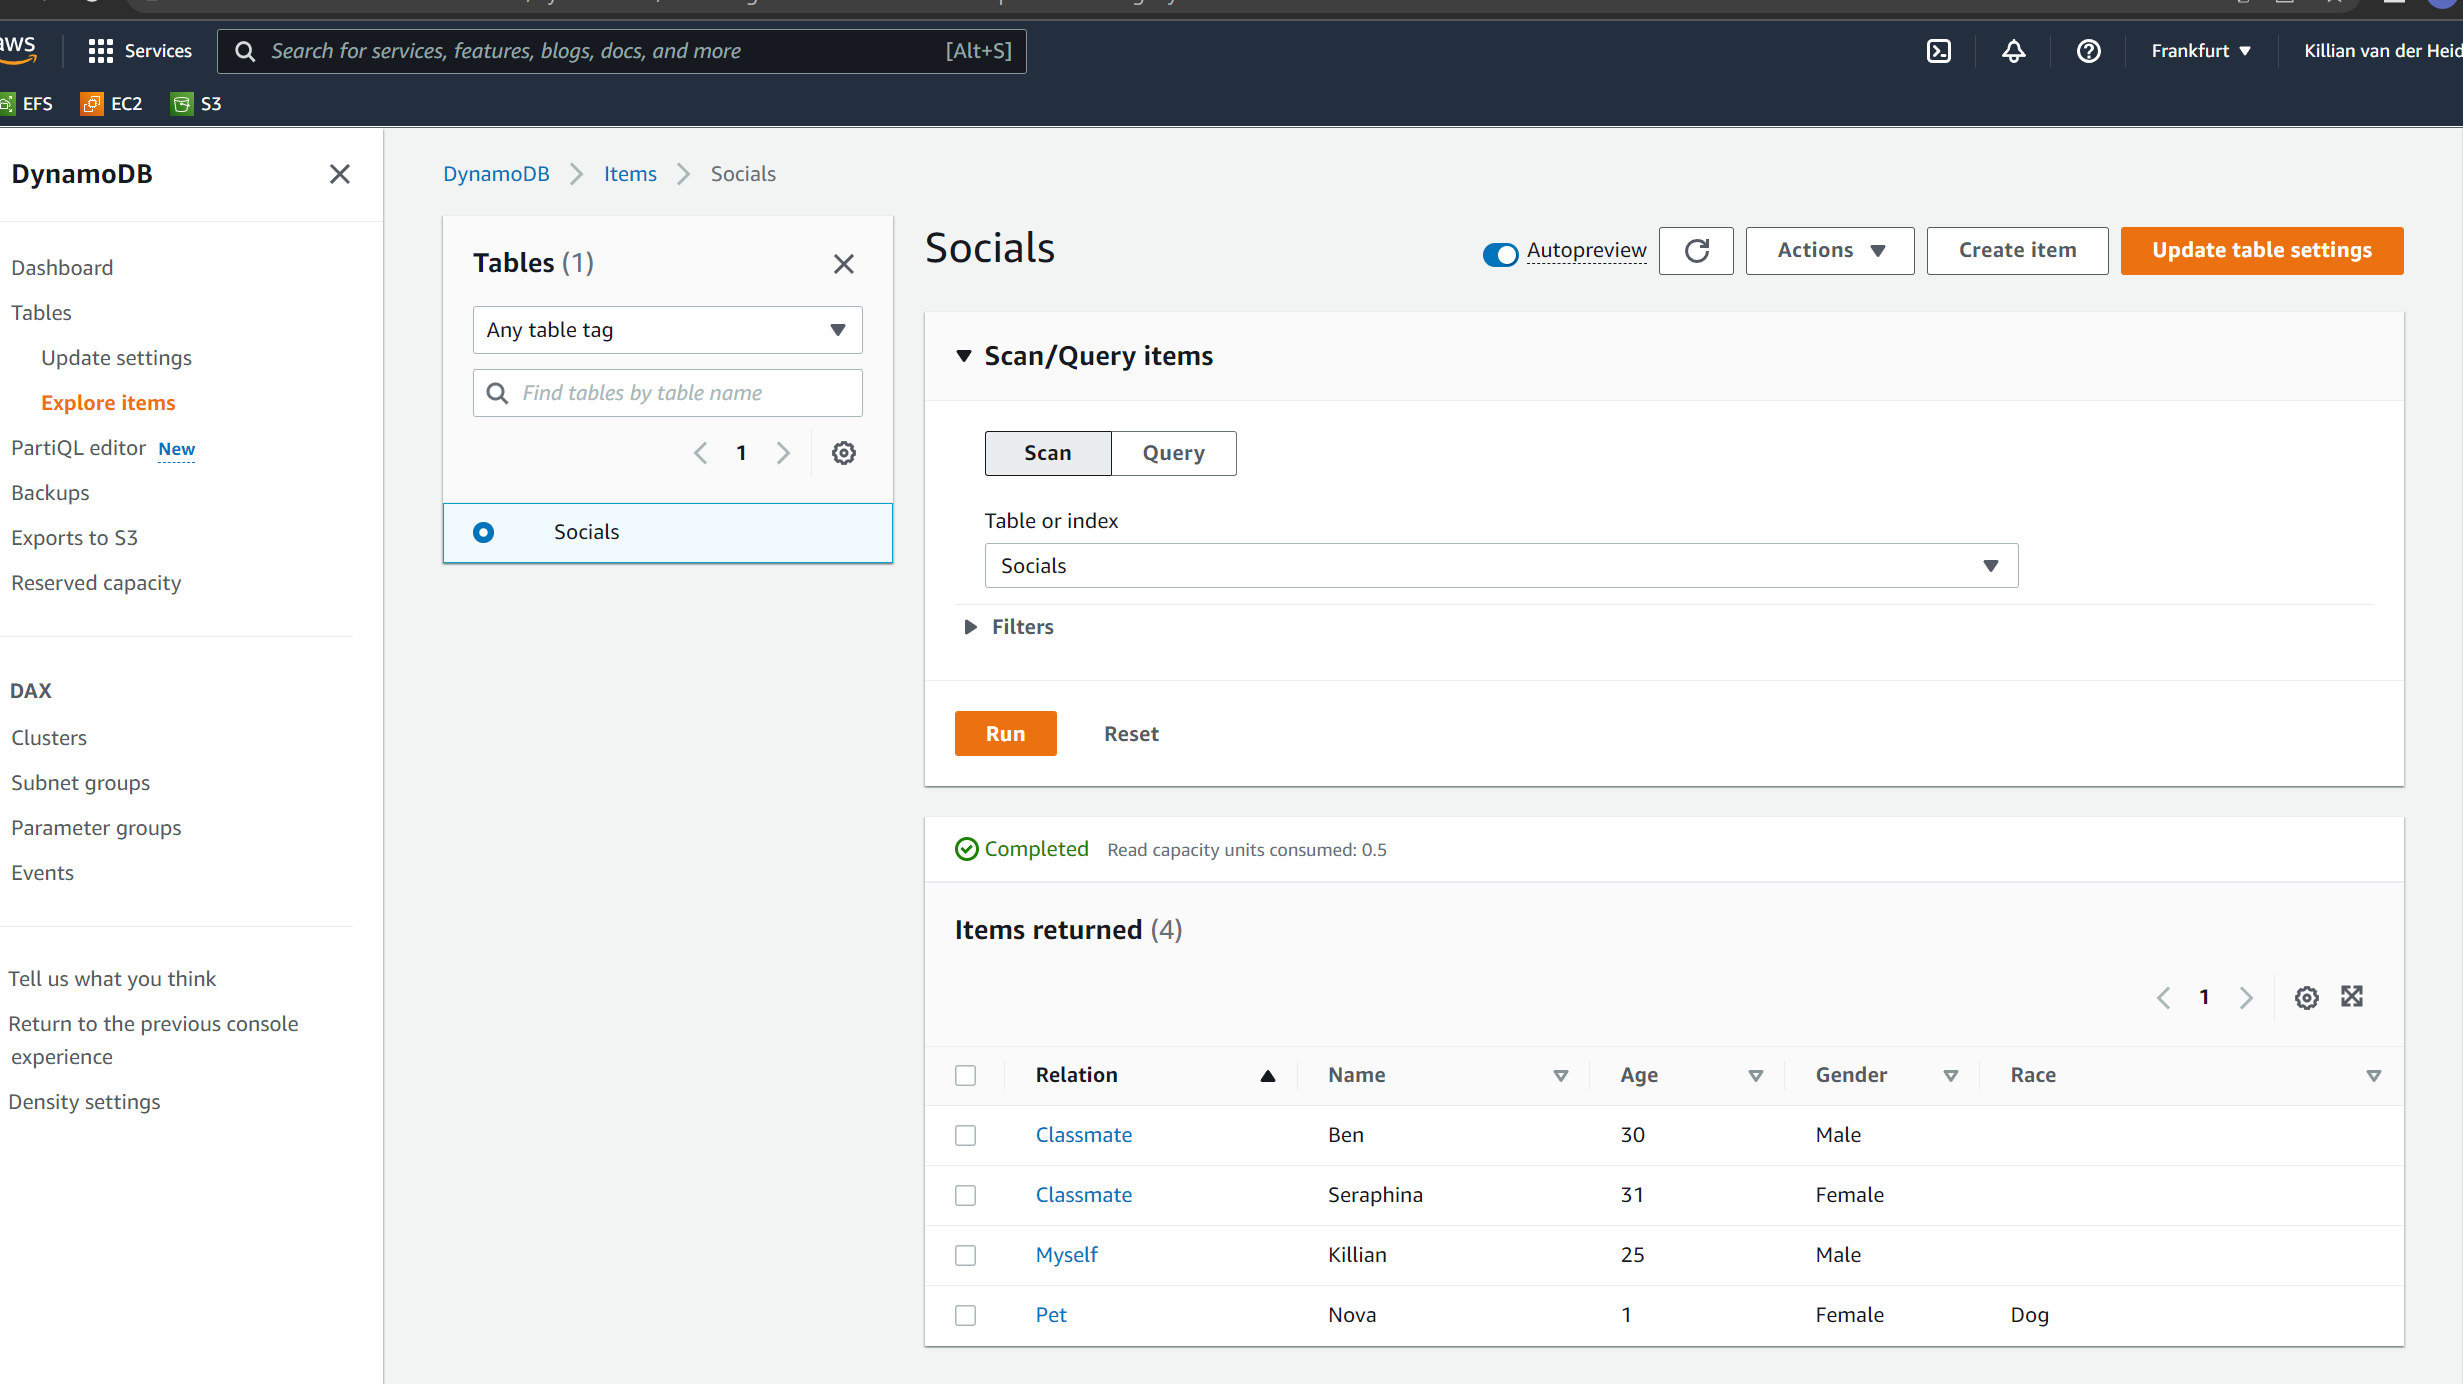 aws
Services
Search for services, features, blogs, docs, and more
[Alt+S]
Frankfurt
Killian van der Heid
EFS
EC2
S3
DynamoDB
Dashboard
Tables
Update settings
Explore items
PartiQL editor New
Backups
Exports to S3
Reserved capacity
DAX
Clusters
Subnet groups
Parameter groups
Events
Tell us what you think
Return to the previous console
experience
Density settings
DynamoDB
Items
Socials
Tables (1)
Any table tag
Find tables by table name
1
Socials
Socials
Autopreview
Actions
Create item
Update table settings
Scan/Query items
Scan
Query
Table or index
Socials
Filters
Run
Reset
Completed
Read capacity units consumed: 0.5
Items returned (4)
1
Relation Name Age Gender Race
Classmate Ben 30 Male
Classmate Seraphina 31 Female
Myself Killian 25 Male
Pet Nova 1 Female Dog